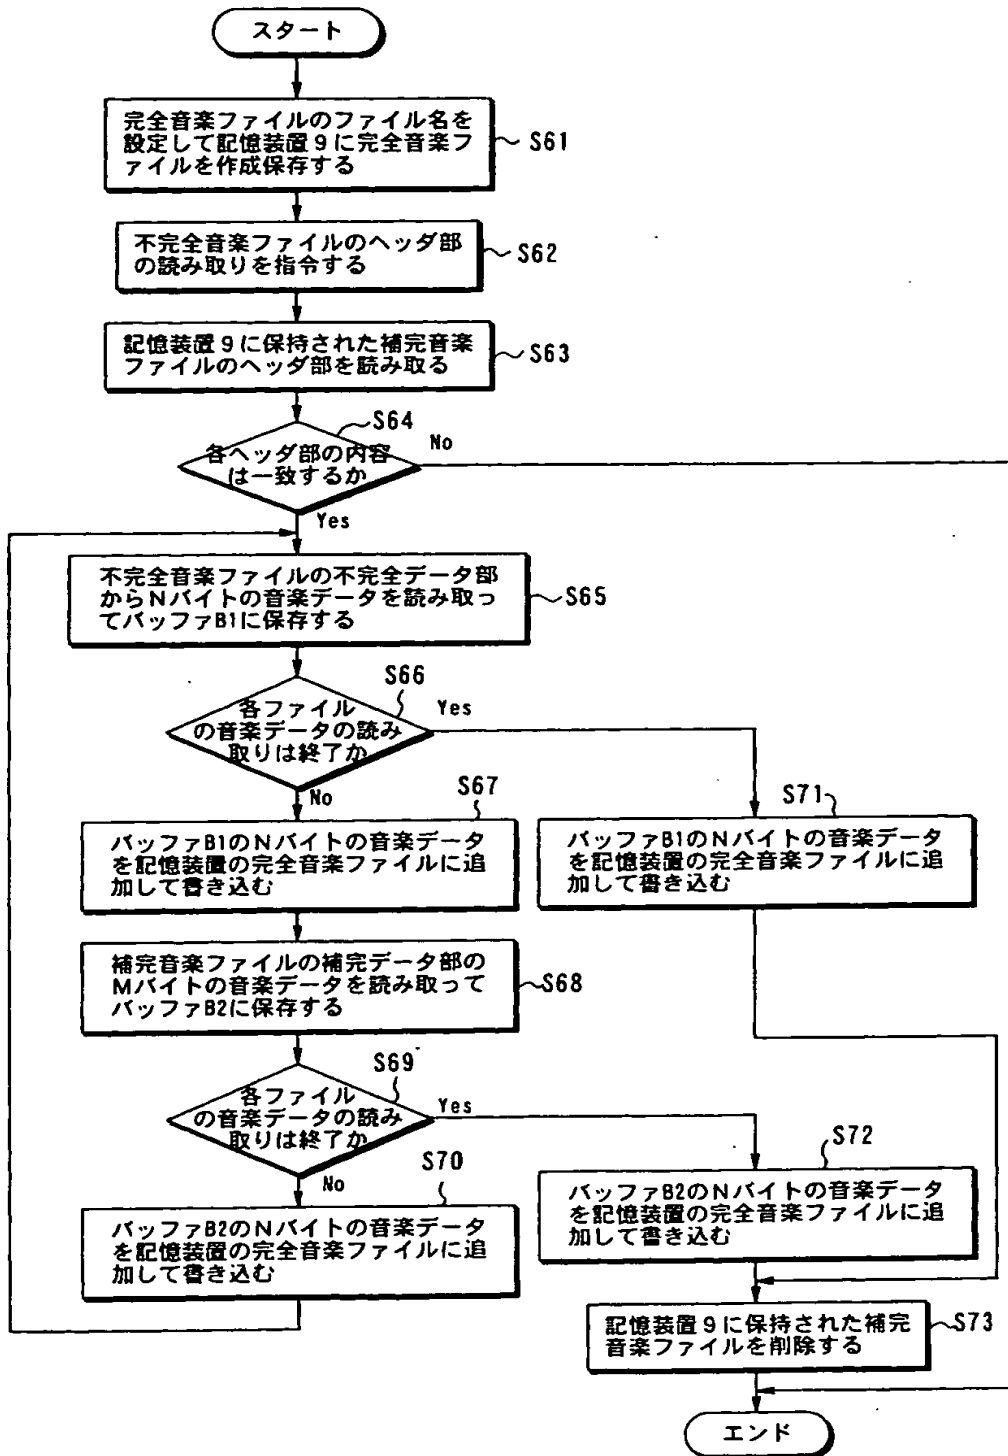 スタート
完全音楽ファイルのファイル名を
設定して記憶装置9に完全音楽フ
ァイルを作成保存する
S61
不完全音楽ファイルのヘッダ部
の読み取りを指令する
S62
記憶装置9に保持された補完音楽
ファイルのヘッダ部を読み取る
S63
S64
各ヘッダ部の内容
は一致するか
No
Yes
不完全音楽ファイルの不完全データ部
からNバイトの音楽データを読み取っ
てバッファB1に保存する
S65
S66
各ファイル
の音楽データの読み
取りは終了か
Yes
No
S67
バッファB1のNバイトの音楽データ
を記憶装置の完全音楽ファイルに追
加して書き込む
S71
バッファB1のNバイトの音楽データ
を記憶装置の完全音楽ファイルに追
加して書き込む
補完音楽ファイルの補完データ部の
Mバイトの音楽データを読み取って
バッファB2に保存する
S68
S69
各ファイル
の音楽データの読み
取りは終了か
Yes
No
S70
バッファB2のNバイトの音楽データ
を記憶装置の完全音楽ファイルに追
加して書き込む
S72
バッファB2のNバイトの音楽データ
を記憶装置の完全音楽ファイルに追
加して書き込む
記憶装置9に保持された補完
音楽ファイルを削除する
S73
エンド